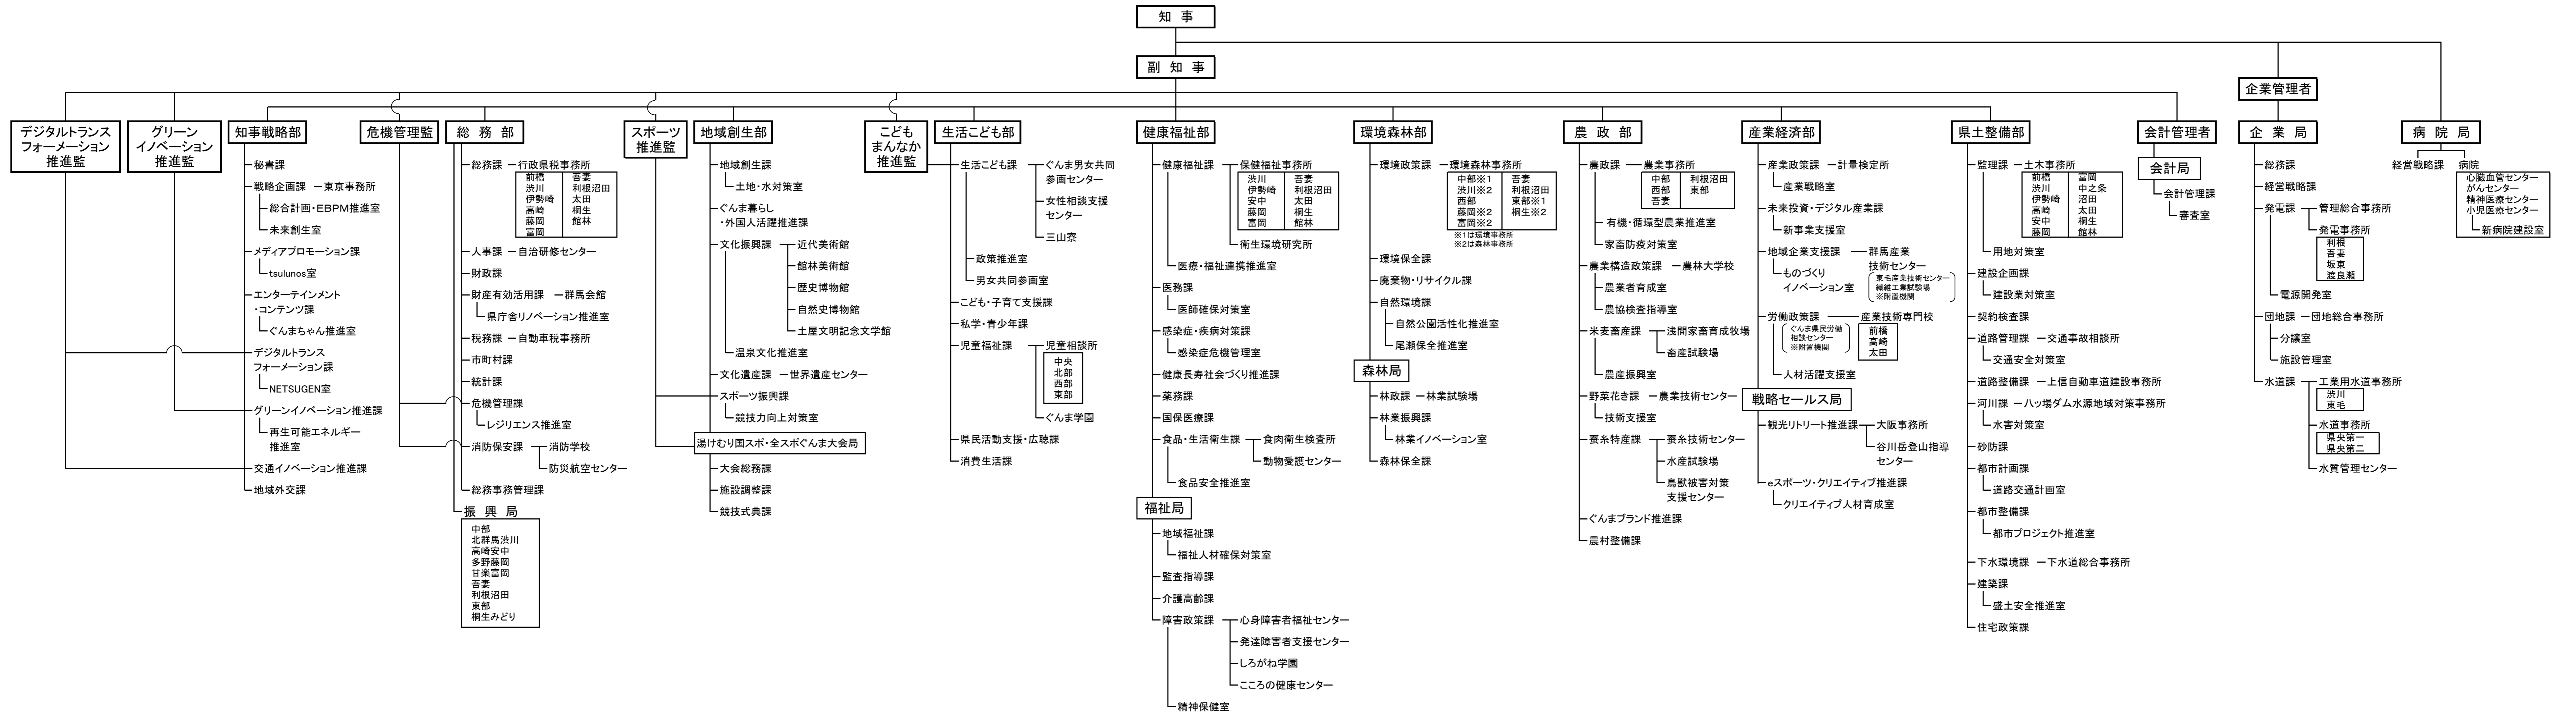 知事
副知事
企業管理者
デジタルトランス
フォーメーション
推進監
グリーン
イノベーション
推進監
知事戦略部
秘書課
戦略企画課
東京事務所
総合計画・EBPM推進室
未来創生室
メディアプロモーション課
tsulunos室
エンターテインメント
・コンテンツ課
ぐんまちゃん推進室
デジタルトランス
フォーメーション課
NETSUGEN室
グリーンイノベーション推進課
再生可能エネルギー
推進室
交通イノベーション推進課
地域外交課
危機管理監
総務部
総務課
行政県税事務所
前橋
渋川
伊勢崎
高崎
藤岡
富岡
吾妻
利根沼田
太田
桐生
館林
人事課
自治研修センター
財政課
財産有効活用課
群馬会館
県庁舎リノベーション推進室
税務課
自動車税事務所
市町村課
統計課
危機管理課
レジリエンス推進室
消防保安課
消防学校
防災航空センター
総務事務管理課
振興局
中部
北群馬渋川
高崎安中
多野藤岡
甘楽富岡
吾妻
利根沼田
東部
桐生みどり
スポーツ
推進監
地域創生部
地域創生課
土地・水対策室
ぐんま暮らし
・外国人活躍推進課
文化振興課
近代美術館
館林美術館
歴史博物館
自然史博物館
土屋文明記念文学館
温泉文化推進室
文化遺産課
世界遺産センター
スポーツ振興課
競技力向上対策室
湯けむり国スポ・全スポぐんま大会局
大会総務課
施設調整課
競技式典課
こども
まんなか
推進監
生活こども部
生活こども課
ぐんま男女共同
参画センター
女性相談支援
センター
三山寮
政策推進室
男女共同参画室
こども・子育て支援課
私学・青少年課
児童福祉課
児童相談所
中央
北部
西部
東部
ぐんま学園
県民活動支援・広聴課
消費生活課
健康福祉部
健康福祉課
保健福祉事務所
渋川
伊勢崎
安中
藤岡
富岡
吾妻
利根沼田
太田
桐生
館林
衛生環境研究所
医療・福祉連携推進室
医務課
医師確保対策室
感染症・疾病対策課
感染症危機管理室
健康長寿社会づくり推進課
薬務課
国保医療課
食品・生活衛生課
食肉衛生検査所
動物愛護センター
食品安全推進室
福祉局
地域福祉課
福祉人材確保対策室
監査指導課
介護高齢課
障害政策課
心身障害者福祉センター
発達障害者支援センター
しろがね学園
こころの健康センター
精神保健室
環境森林部
環境政策課
環境森林事務所
中部※1
渋川※2
西部
藤岡※2
富岡※2
吾妻
利根沼田
東部※1
桐生※2
※1は環境事務所
※2は森林事務所
環境保全課
廃棄物・リサイクル課
自然環境課
自然公園活性化推進室
尾瀬保全推進室
森林局
林政課
林業試験場
林業振興課
林業イノベーション室
森林保全課
農政部
農政課
農業事務所
中部
西部
吾妻
利根沼田
東部
有機・循環型農業推進室
家畜防疫対策室
農業構造政策課
農林大学校
農業者育成室
農協検査指導室
米麦畜産課
浅間家畜育成牧場
畜産試験場
農産振興室
野菜花き課
農業技術センター
技術支援室
蚕糸特産課
蚕糸技術センター
水産試験場
鳥獣被害対策
支援センター
ぐんまブランド推進課
農村整備課
産業経済部
産業政策課
計量検定所
産業戦略室
未来投資・デジタル産業課
新事業支援室
地域企業支援課
群馬産業
技術センター
東毛産業技術センター
繊維工業試験場
※附置機関
ものづくり
イノベーション室
労働政策課
産業技術専門校
ぐんま県民労働
相談センター
※附置機関
前橋
高崎
太田
人材活躍支援室
戦略セールス局
観光リトリート推進課
大阪事務所
谷川岳登山指導
センター
eスポーツ・クリエイティブ推進課
クリエイティブ人材育成室
県土整備部
監理課
土木事務所
前橋
渋川
伊勢崎
高崎
安中
藤岡
富岡
中之条
沼田
太田
桐生
館林
用地対策室
建設企画課
建設業対策室
契約検査課
道路管理課
交通事故相談所
交通安全対策室
道路整備課
上信自動車道建設事務所
河川課
八ッ場ダム水源地域対策事務所
水害対策室
砂防課
都市計画課
道路交通計画室
都市整備課
都市プロジェクト推進室
下水環境課
下水道総合事務所
建築課
盛土安全推進室
住宅政策課
会計管理者
会計局
会計管理課
審査室
企業局
総務課
経営戦略課
発電課
管理総合事務所
発電事務所
利根
吾妻
坂東
渡良瀬
電源開発室
団地課
団地総合事務所
分譲室
施設管理室
水道課
工業用水道事務所
渋川
東毛
水道事務所
県央第一
県央第二
水質管理センター
病院局
経営戦略課
病院
心臓血管センター
がんセンター
精神医療センター
小児医療センター
新病院建設室